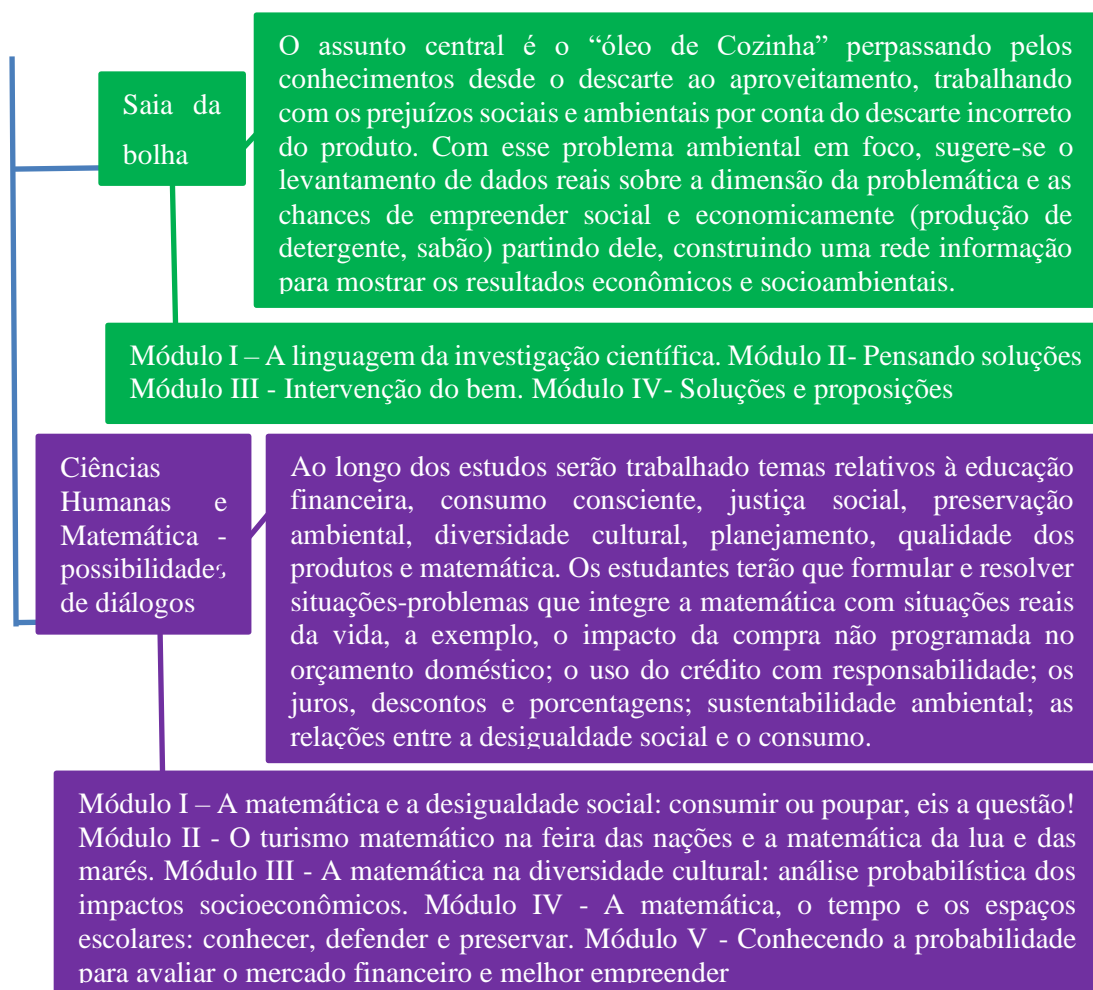 Saia da
bolha
O assunto central é o “óleo de Cozinha” perpassando pelos
conhecimentos desde o descarte ao aproveitamento, trabalhando
com os prejuízos sociais e ambientais por conta do descarte incorreto
do produto. Com esse problema ambiental em foco, sugere-se o
levantamento de dados reais sobre a dimensão da problemática e as
chances de empreender social e economicamente (produção de
detergente, sabão) partindo dele, construindo uma rede informação
para mostrar os resultados econômicos e socioambientais.
Módulo I – A linguagem da investigação científica. Módulo II- Pensando soluções
Módulo III - Intervenção do bem. Módulo IV- Soluções e proposições
Ciências
Humanas e
Matemática -
possibilidades
de diálogos
Ao longo dos estudos serão trabalhado temas relativos à educação
financeira, consumo consciente, justiça social, preservação
ambiental, diversidade cultural, planejamento, qualidade dos
produtos e matemática. Os estudantes terão que formular e resolver
situações-problemas que integre a matemática com situações reais
da vida, a exemplo, o impacto da compra não programada no
orçamento doméstico; o uso do crédito com responsabilidade; os
juros, descontos e porcentagens; sustentabilidade ambiental; as
relações entre a desigualdade social e o consumo.
Módulo I – A matemática e a desigualdade social: consumir ou poupar, eis a questão!
Módulo II - O turismo matemático na feira das nações e a matemática da lua e das
marés. Módulo III - A matemática na diversidade cultural: análise probabilística dos
impactos socioeconômicos. Módulo IV - A matemática, o tempo e os espaços
escolares: conhecer, defender e preservar. Módulo V - Conhecendo a probabilidade
para avaliar o mercado financeiro e melhor empreender